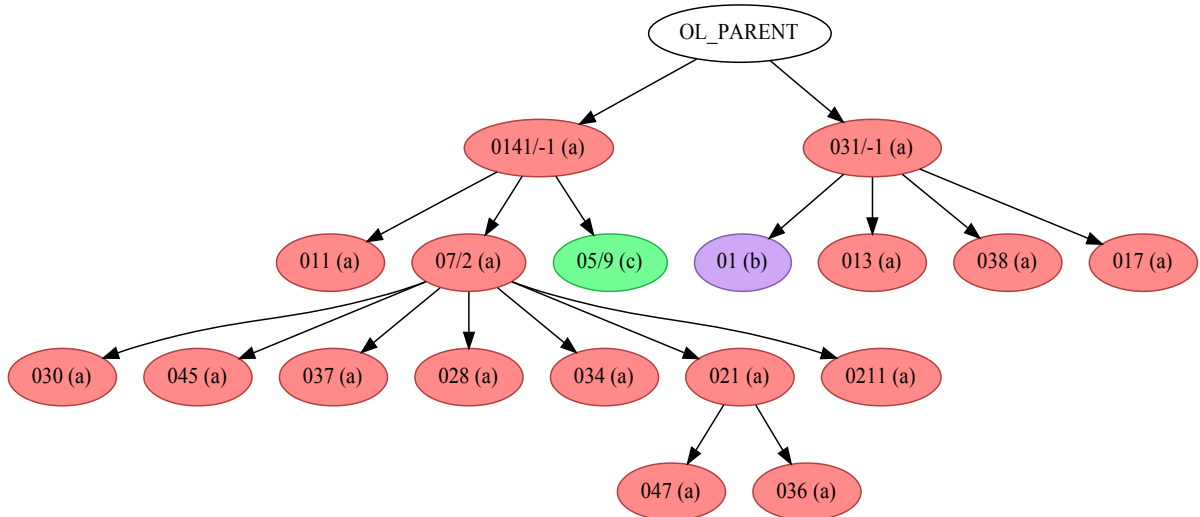 OL_PARENT
0141/-1 (a)
031/-1 (a)
011 (a)
07/2 (a)
05/9 (c)
01 (b)
013 (a)
038 (a)
017 (a)
030 (a)
045 (a)
037 (a)
028 (a)
034 (a)
021 (a)
0211 (a)
047 (a)
036 (a)